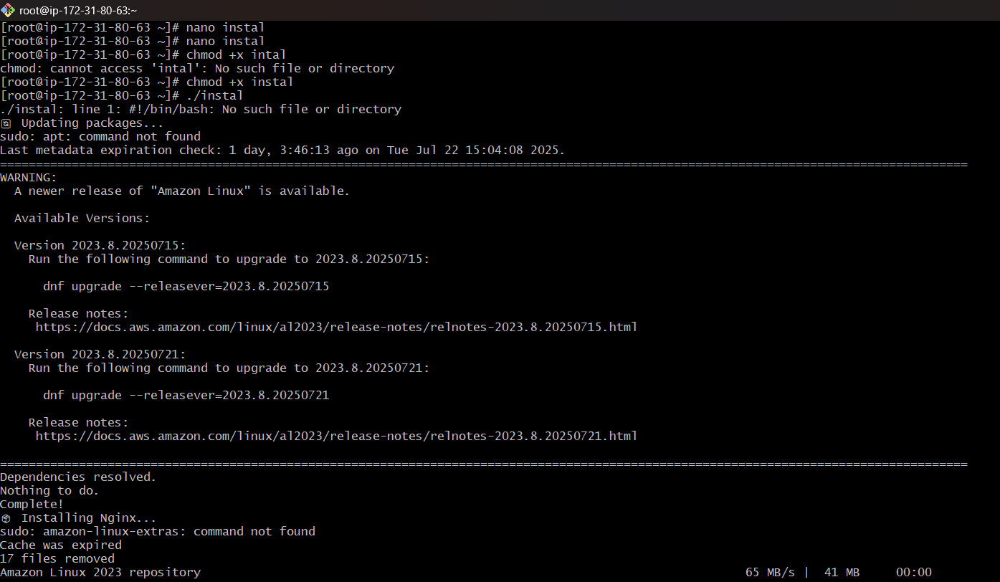 root@ip-172-31-80-63:~
[root@ip-172-31-80-63 ~]# nano instal
[root@ip-172-31-80-63 ~]# nano instal
[root@ip-172-31-80-63 ~]# chmod +x intal
chmod: cannot access 'intal': No such file or directory
[root@ip-172-31-80-63 ~]# chmod +x instal
[root@ip-172-31-80-63 ~]# ./instal
./instal: line 1: #!/bin/bash: No such file or directory
Updating packages...
sudo: apt: command not found
Last metadata expiration check: 1 day, 3:46:13 ago on Tue Jul 22 15:04:08 2025.
=======================================================================================================================================
WARNING:
A newer release of "Amazon Linux" is available.
Available Versions:
Version 2023.8.20250715:
Run the following command to upgrade to 2023.8.20250715:
dnf upgrade --releasever=2023.8.20250715
Release notes:
https://docs.aws.amazon.com/linux/al2023/release-notes/relnotes-2023.8.20250715.html
Version 2023.8.20250721:
Run the following command to upgrade to 2023.8.20250721:
dnf upgrade --releasever=2023.8.20250721
Release notes:
https://docs.aws.amazon.com/linux/al2023/release-notes/relnotes-2023.8.20250721.html
=======================================================================================================================================
Dependencies resolved.
Nothing to do.
Complete!
Installing Nginx...
sudo: amazon-linux-extras: command not found
Cache was expired
17 files removed
Amazon Linux 2023 repository 65 MB/s | 41 MB 00:00